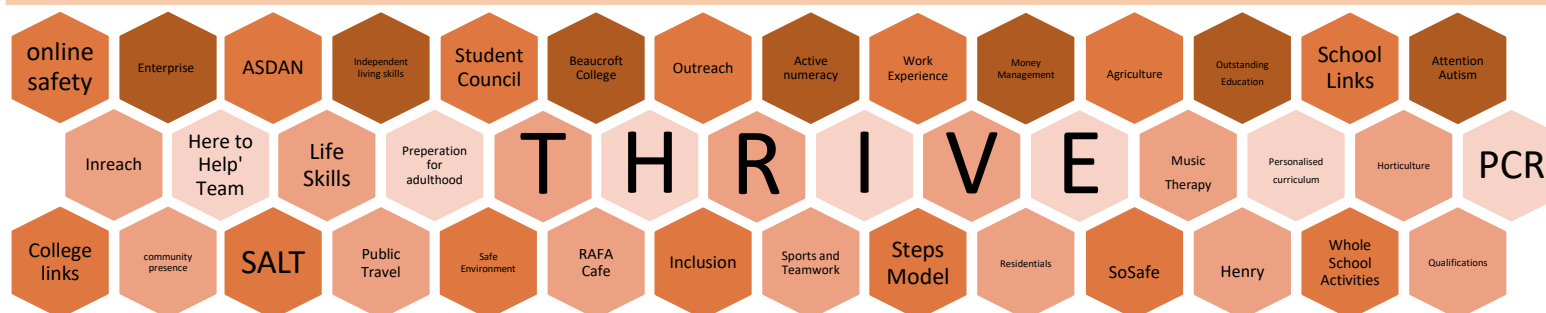 online
safety
Enterprise
ASDAN
Independent
living skills
Student
Council
Beaucroft
College
Outreach
Active
numeracy
Work
Experience
Money
Management
Agriculture
Outstanding
Education
School
Links
Attention
Autism
Inreach
Here to
Help'
Team
Life
Skills
Preperation
for
adulthood
T H R I V E
Music
Therapy
Personalised
curriculum
Horticulture
PCR
College
links
community
presence
SALT
Public
Travel
Safe
Environment
RAFA
Cafe
Inclusion
Sports and
Teamwork
Steps
Model
Residentials
SoSafe
Henry
Whole
School
Activities
Qualifications